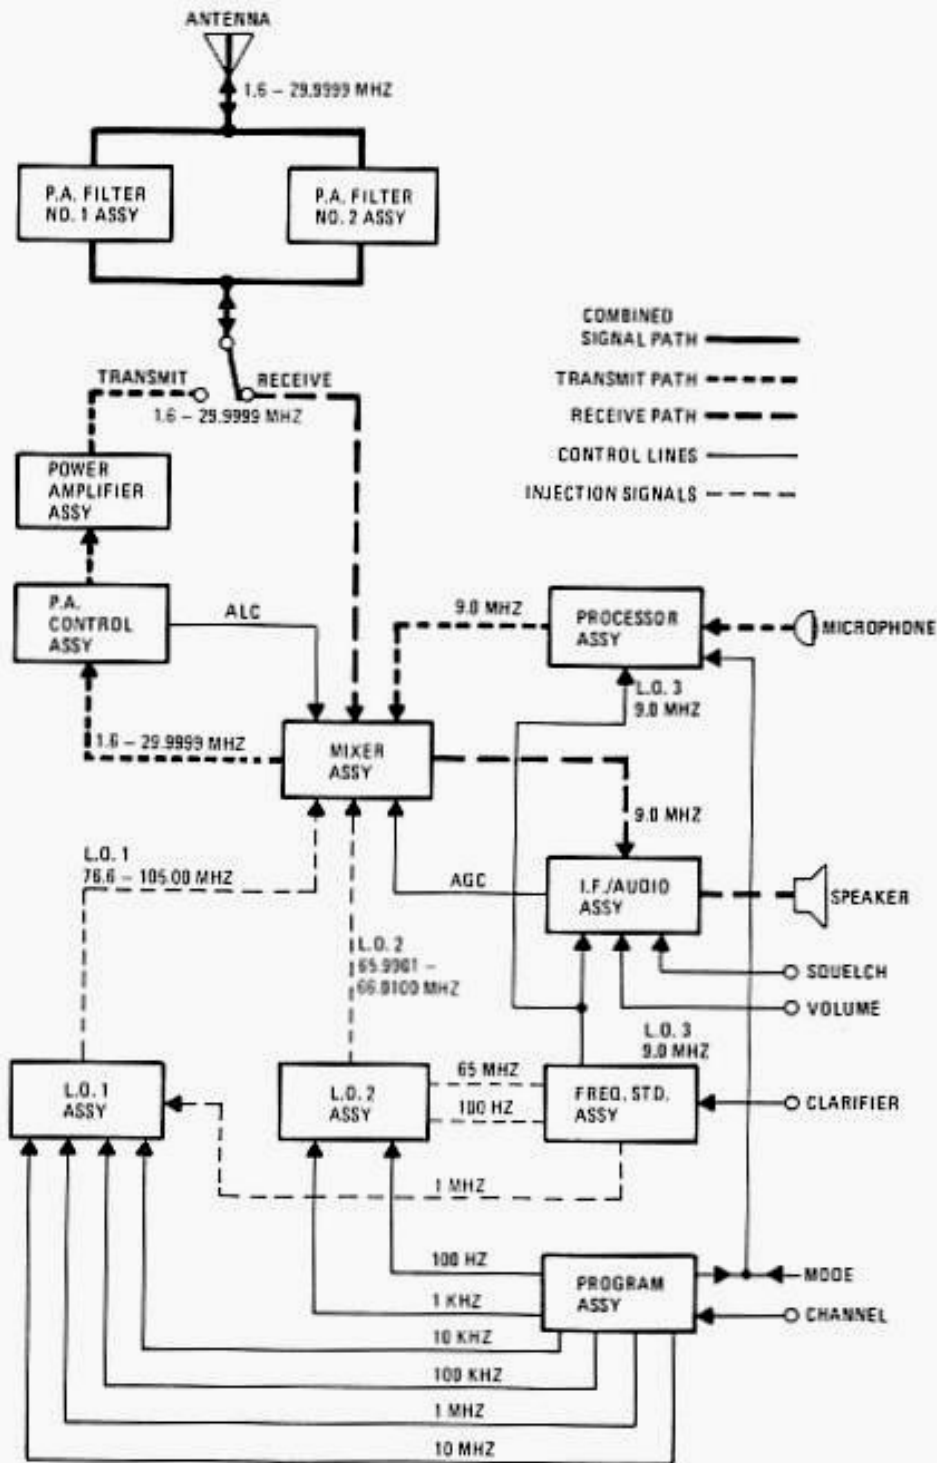 ANTENNA
1.6 – 29.9999 MHZ
P.A. FILTER
NO. 1 ASSY
P.A. FILTER
NO. 2 ASSY
COMBINED
SIGNAL PATH
TRANSMIT PATH
RECEIVE PATH
CONTROL LINES
INJECTION SIGNALS
TRANSMIT
RECEIVE
1.6 – 29.9999 MHZ
POWER
AMPLIFIER
ASSY
P.A.
CONTROL
ASSY
ALC
9.0 MHZ
PROCESSOR
ASSY
MICROPHONE
L.O. 3
9.0 MHZ
1.6 – 29.9999 MHZ
MIXER
ASSY
9.0 MHZ
L.O. 1
76.6 – 105.00 MHZ
AGC
I.F./AUDIO
ASSY
SPEAKER
L.O. 2
65.9901 –
66.0100 MHZ
SQUELCH
VOLUME
L.O. 3
9.0 MHZ
L.O. 1
ASSY
L.O. 2
ASSY
65 MHZ
100 HZ
FREQ. STD.
ASSY
CLARIFIER
1 MHZ
100 HZ
1 KHZ
10 KHZ
100 KHZ
1 MHZ
10 MHZ
PROGRAM
ASSY
MODE
CHANNEL